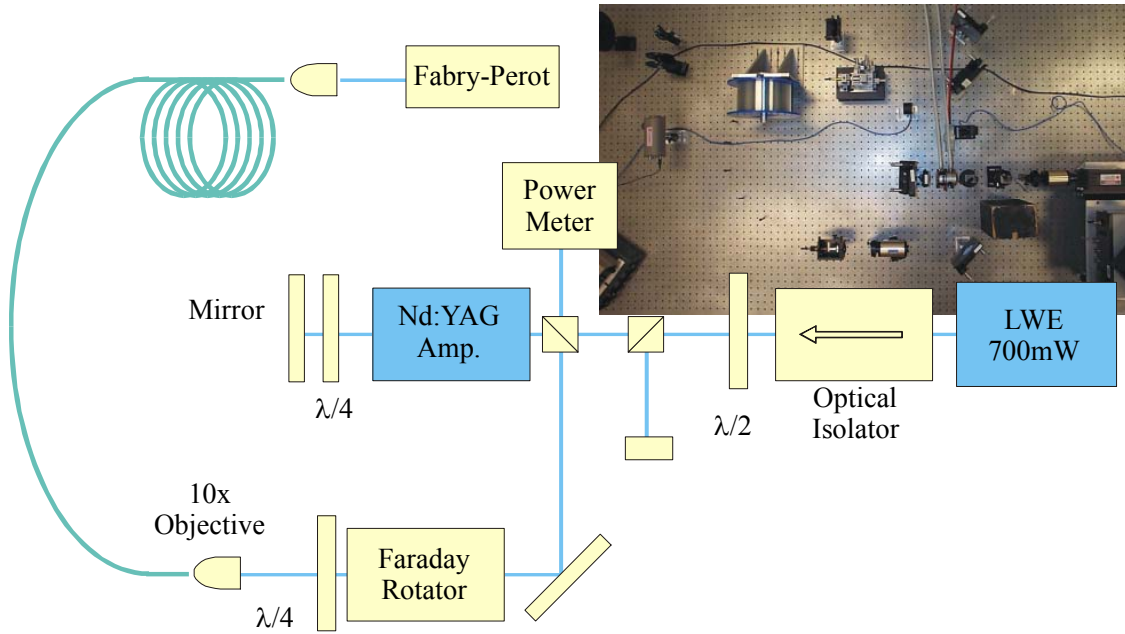 Fabry-Perot
Power
Meter
Mirror
Nd:YAG
Amp.
LWE
700mW
λ/4
λ/2
Optical
Isolator
10x
Objective
Faraday
Rotator
λ/4